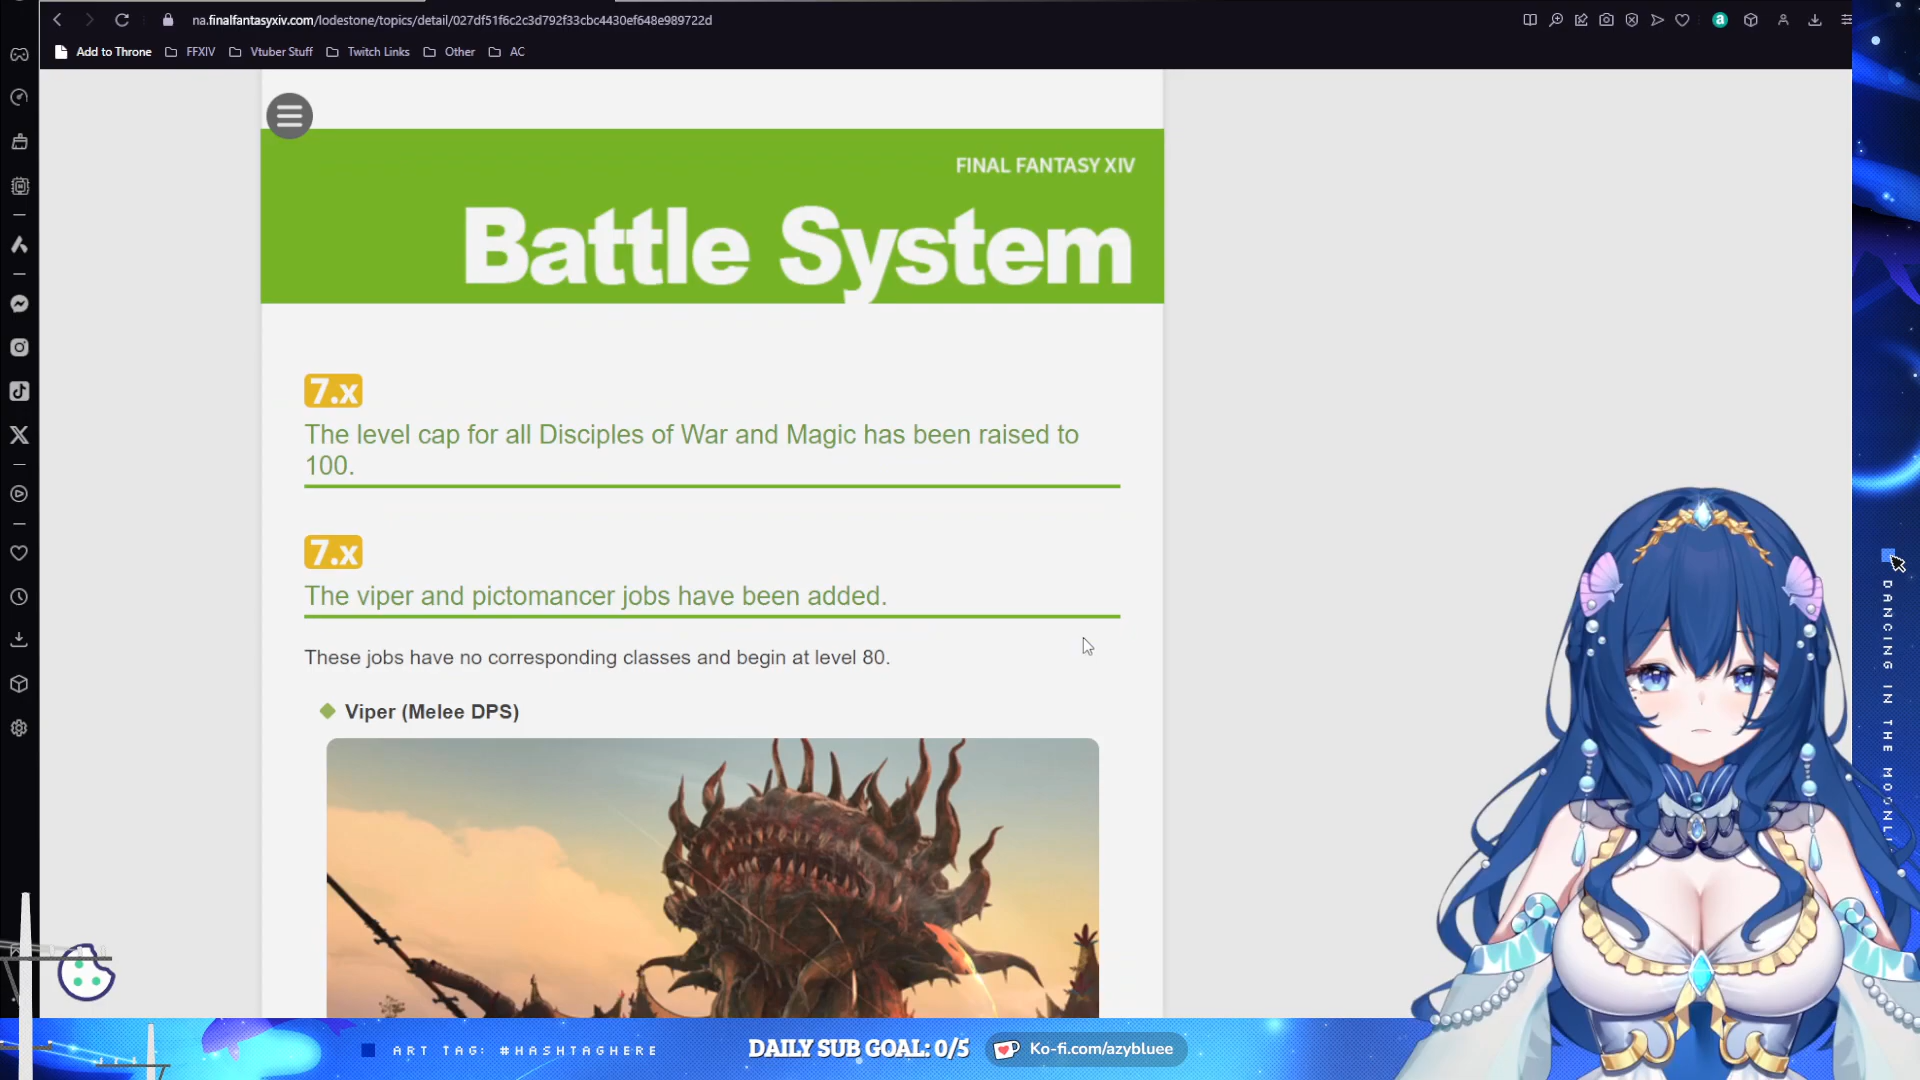 na.finalfantasyxiv.com/lodestone/topics/detail/027df51f6c2c3d792f33cbc4430ef648e989722d
Add to Throne
FFXIV
Vtuber Stuff
Twitch Links
Other
AC
FINAL FANTASY XIV
Battle System
7.x
The level cap for all Disciples of War and Magic has been raised to
100.
7.x
The viper and pictomancer jobs have been added.
These jobs have no corresponding classes and begin at level 80.
Viper (Melee DPS)
DANCING IN THE MOONLI
ART TAG: #HASHTAGHERE
DAILY SUB GOAL: 0/5
Ko-fi.com/azybluee